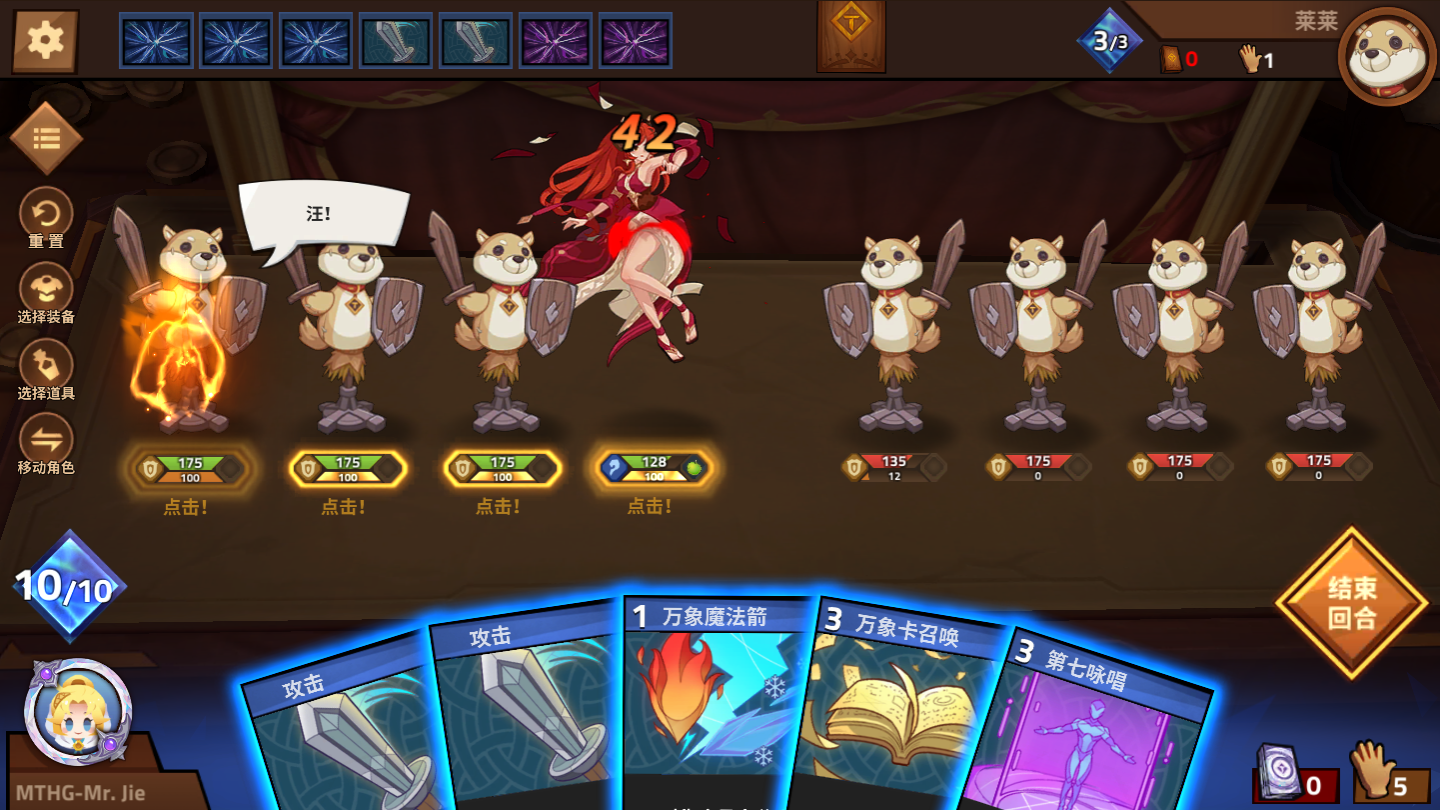 莱莱
3/3
0
1
42
汪!
重置
选择装备
选择道具
移动角色
175
100
175
100
175
100
128
100
135
12
175
0
175
0
175
0
点击!
点击!
点击!
点击!
10/10
结束
回合
攻击
攻击
1 万象魔法箭
3 万象卡召唤
3 第七咏唱
MTHG-Mr. Jie
0
5